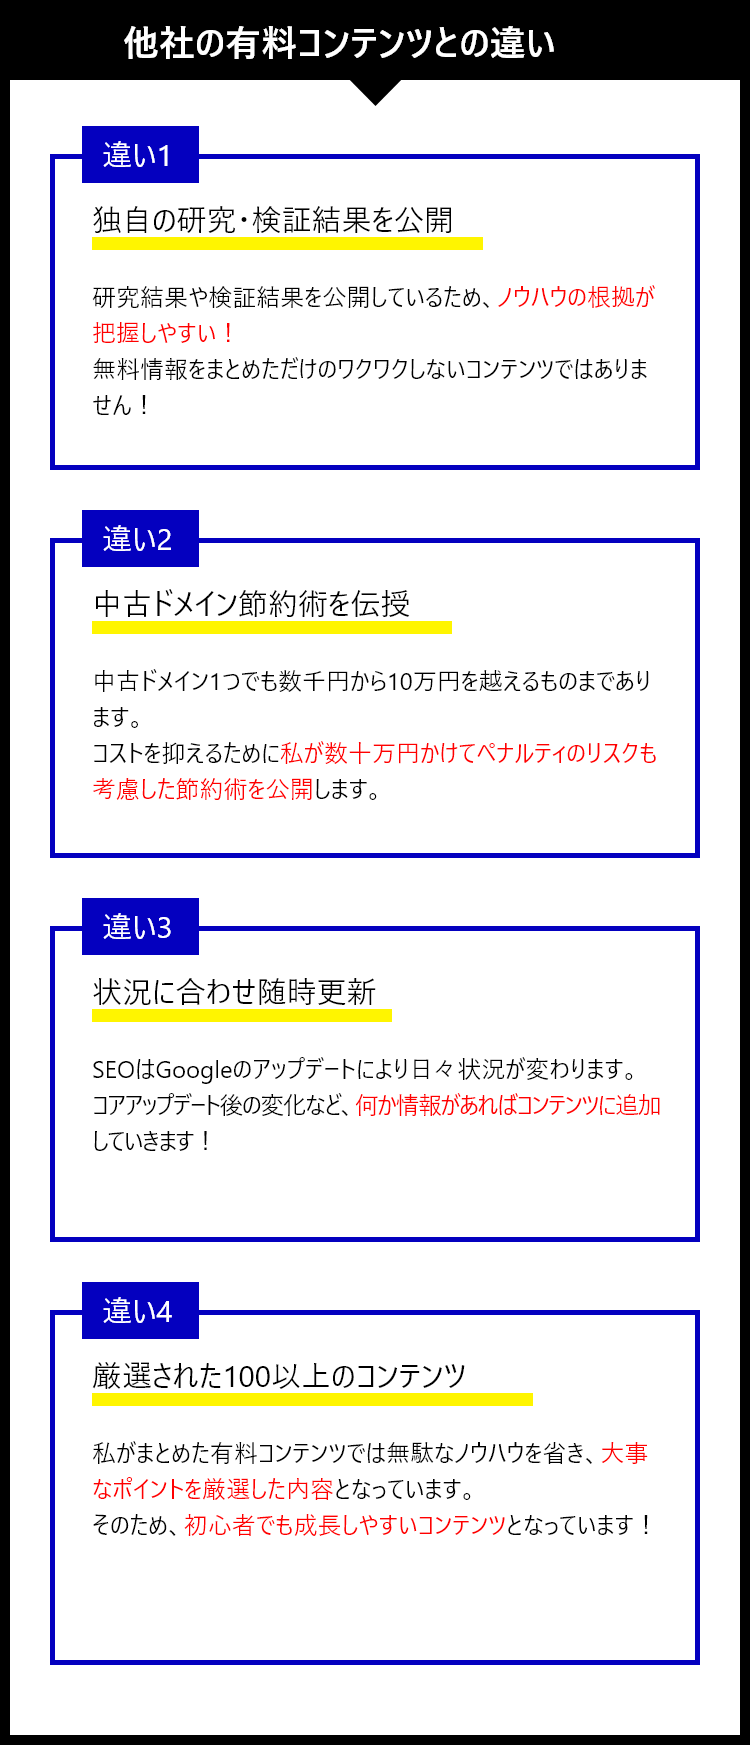 他社の有料コンテンツとの違い
違い1
独自の研究・検証結果を公開
研究結果や検証結果を公開しているため、ノウハウの根拠が
把握しやすい！
無料情報をまとめただけのワクワクしないコンテンツではありま
せん！
違い2
中古ドメイン節約術を伝授
中古ドメイン1つでも数千円から10万円を越えるものまであり
ます。
コストを抑えるために私が数十万円かけてペナルティのリスクも
考慮した節約術を公開します。
違い3
状況に合わせ随時更新
SEOはGoogleのアップデートにより日々状況が変わります。
コアアップデート後の変化など、何か情報があればコンテンツに追加
していきます！
違い4
厳選された100以上のコンテンツ
私がまとめた有料コンテンツでは無駄なノウハウを省き、大事
なポイントを厳選した内容となっています。
そのため、初心者でも成長しやすいコンテンツとなっています！